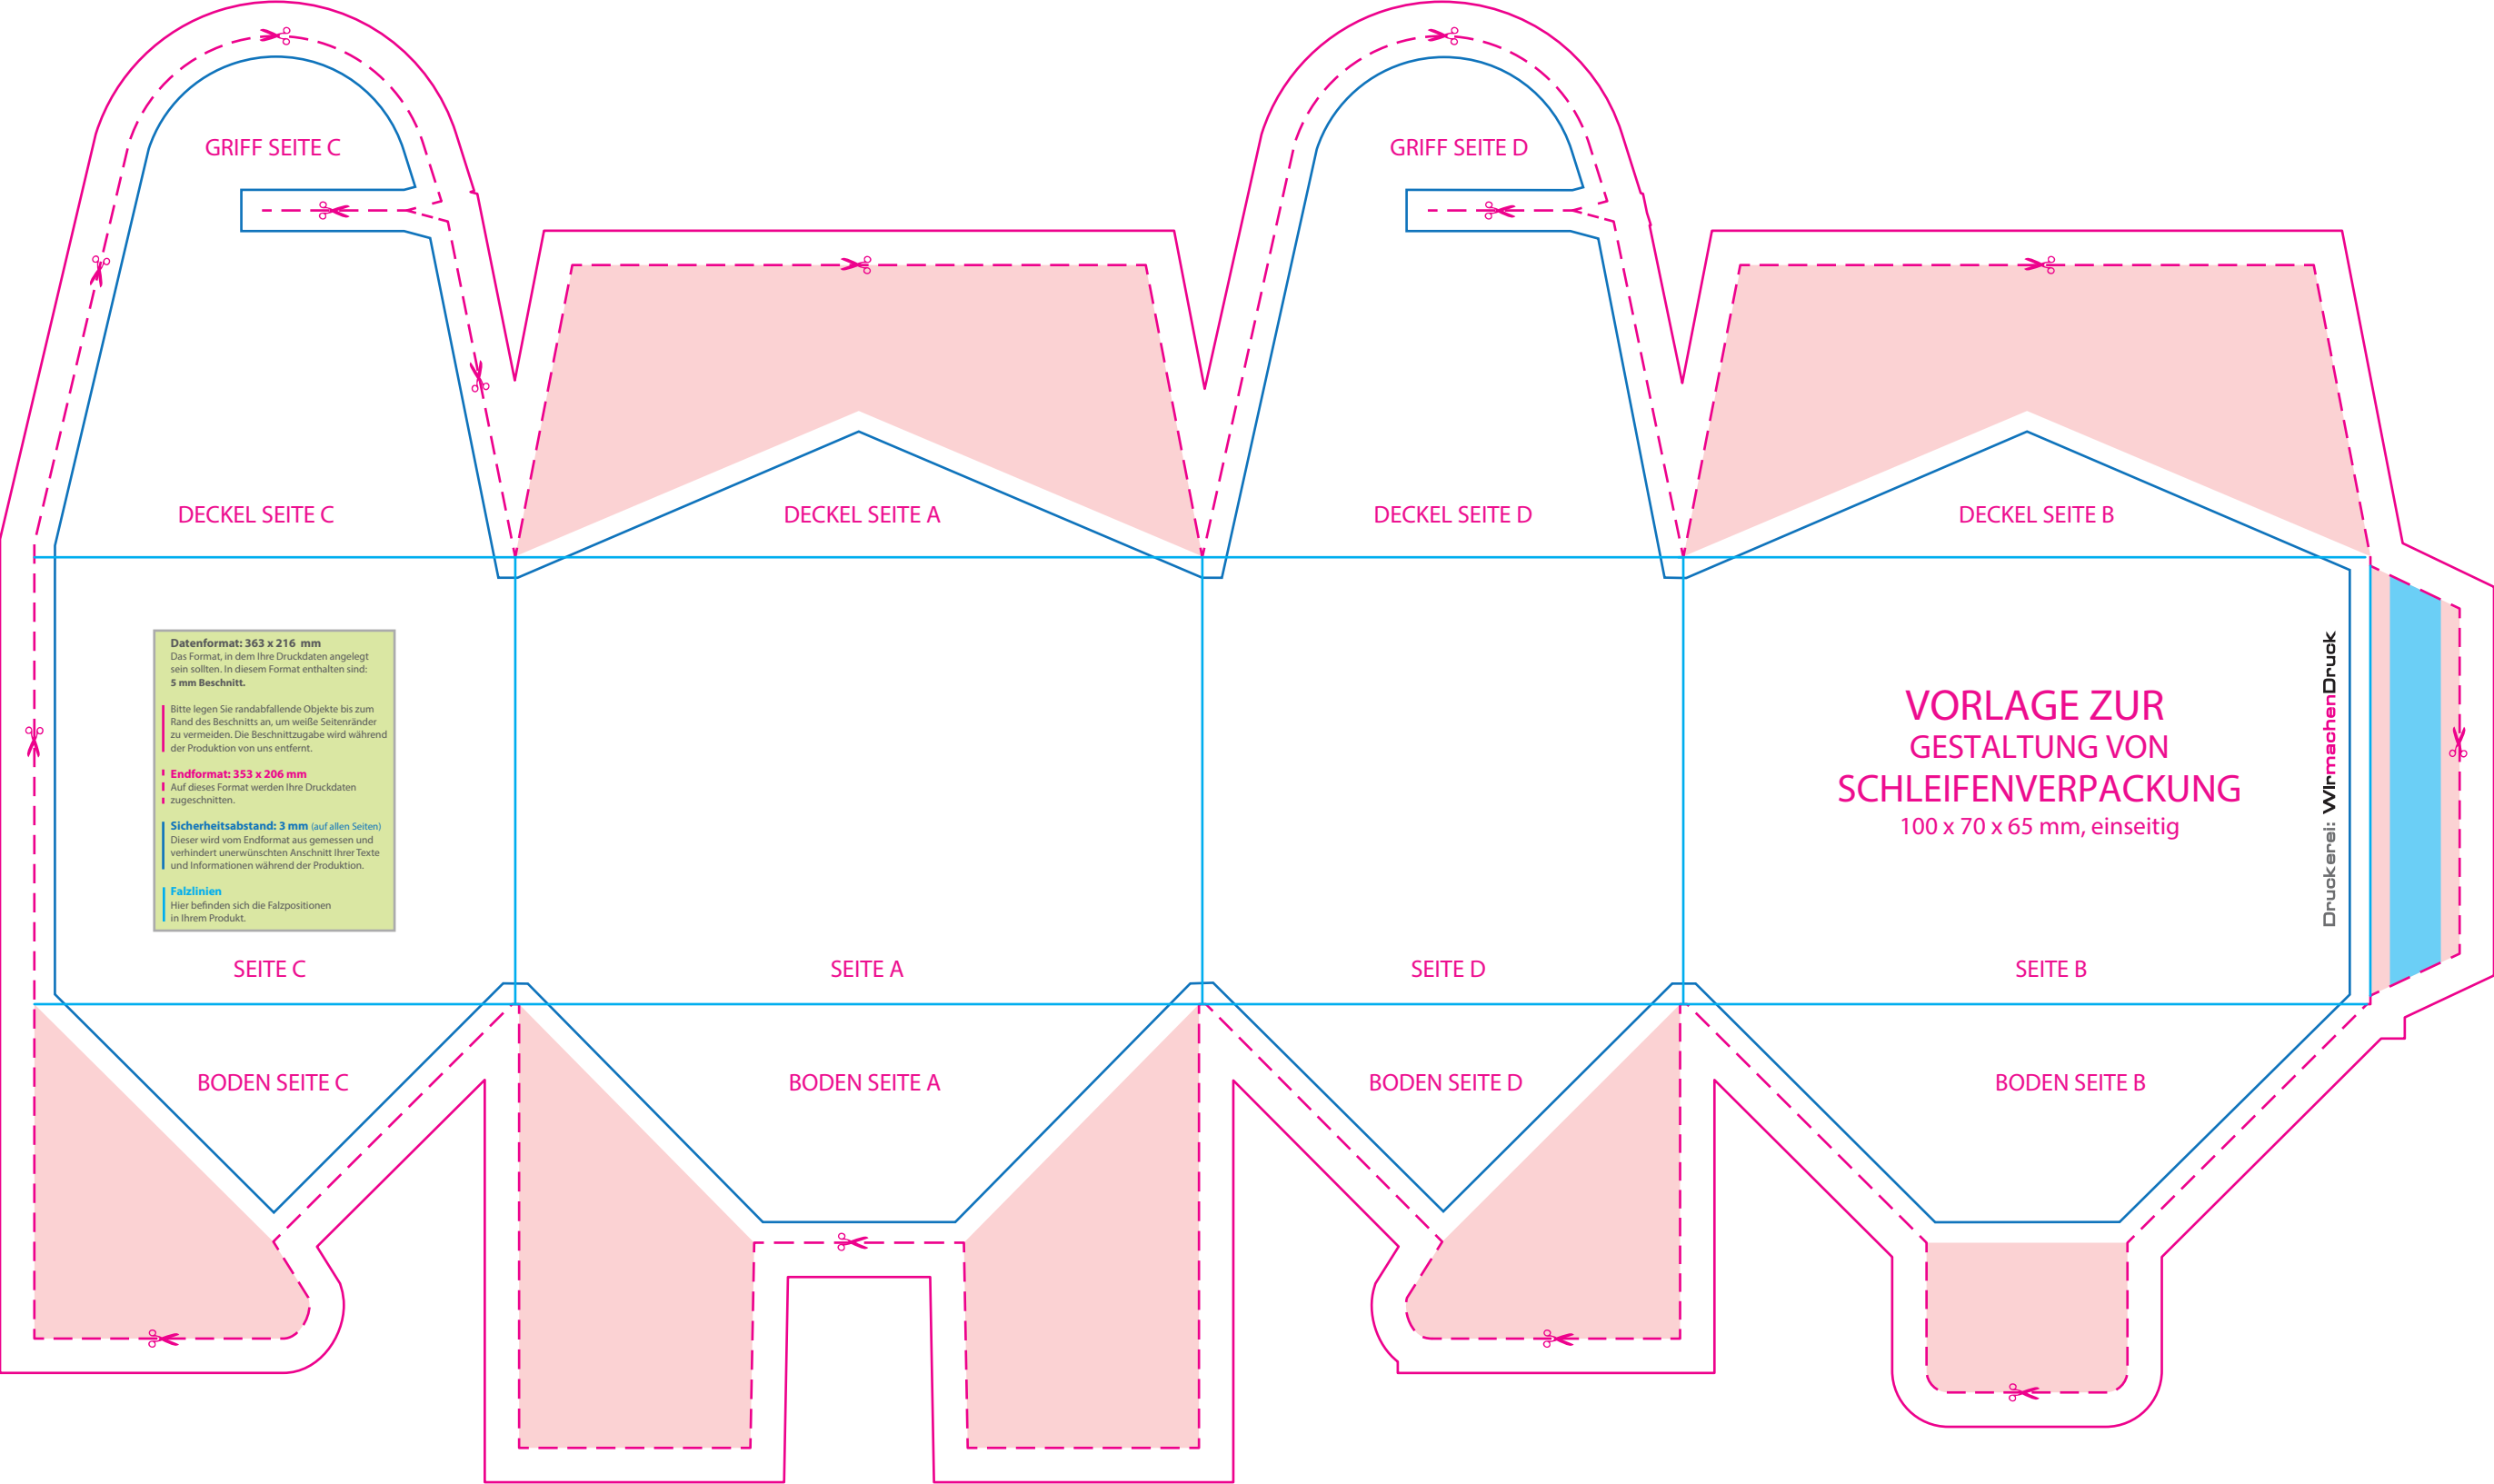 GRIFF SEITE C
GRIFF SEITE D
DECKEL SEITE C
DECKEL SEITE A
DECKEL SEITE D
DECKEL SEITE B
Datenformat: 363 x 216 mm
Das Format, in dem Ihre Druckdaten angelegt
sein sollten. In diesem Format enthalten sind:
5 mm Beschnitt.
Bitte legen Sie randabfallende Objekte bis zum
Rand des Beschnitts an, um weiße Seitenränder
zu vermeiden. Die Beschnittzugabe wird während
der Produktion von uns entfernt.
Endformat: 353 x 206 mm
Auf dieses Format werden Ihre Druckdaten
zugeschnitten.
Sicherheitsabstand: 3 mm (auf allen Seiten)
Dieser wird vom Endformat aus gemessen und
verhindert unerwünschten Anschnitt Ihrer Texte
und Informationen während der Produktion.
Falzlinien
Hier befinden sich die Falzpositionen
in Ihrem Produkt.
VORLAGE ZUR
GESTALTUNG VON
SCHLEIFENVERPACKUNG
100 x 70 x 65 mm, einseitig
Druckerei: WIrmachenDruck
SEITE C
SEITE A
SEITE D
SEITE B
BODEN SEITE C
BODEN SEITE A
BODEN SEITE D
BODEN SEITE B